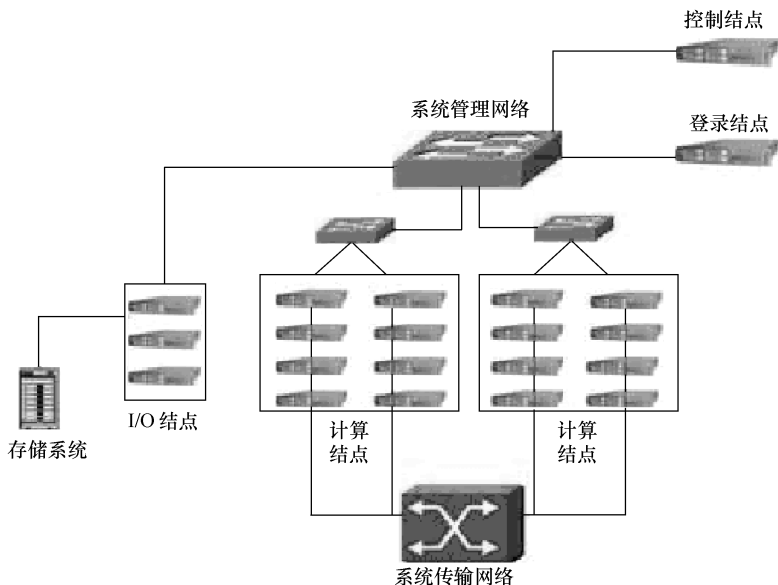 控制结点
系统管理网络
登录结点
I/O 结点
存储系统
计算
结点
计算
结点
系统传输网络